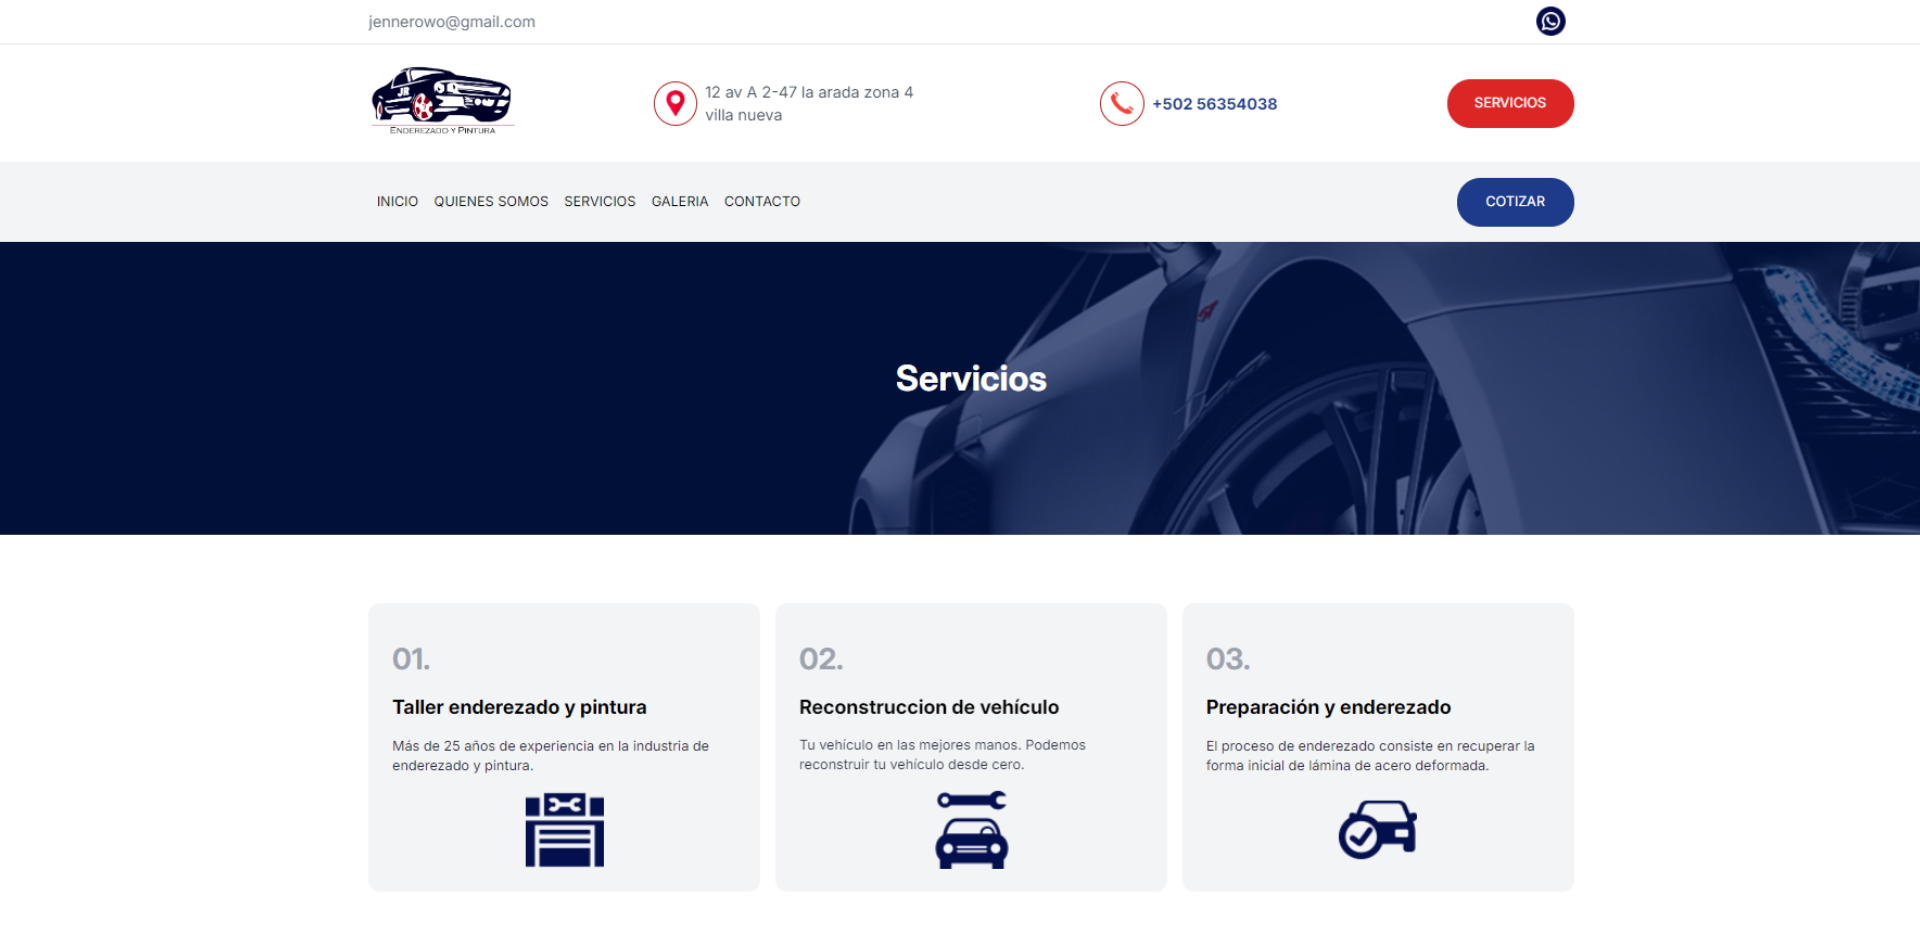 jennerowo@gmail.com
JR
ENDEREZADO Y PINTURA
12 av A 2-47 la arada zona 4
villa nueva
+502 56354038
SERVICIOS
INICIO QUIENES SOMOS SERVICIOS GALERIA CONTACTO
COTIZAR
Servicios
01.
Taller enderezado y pintura
Más de 25 años de experiencia en la industria de
enderezado y pintura.
02.
Reconstruccion de vehículo
Tu vehículo en las mejores manos. Podemos
reconstruir tu vehículo desde cero.
03.
Preparación y enderezado
El proceso de enderezado consiste en recuperar la
forma inicial de lámina de acero deformada.